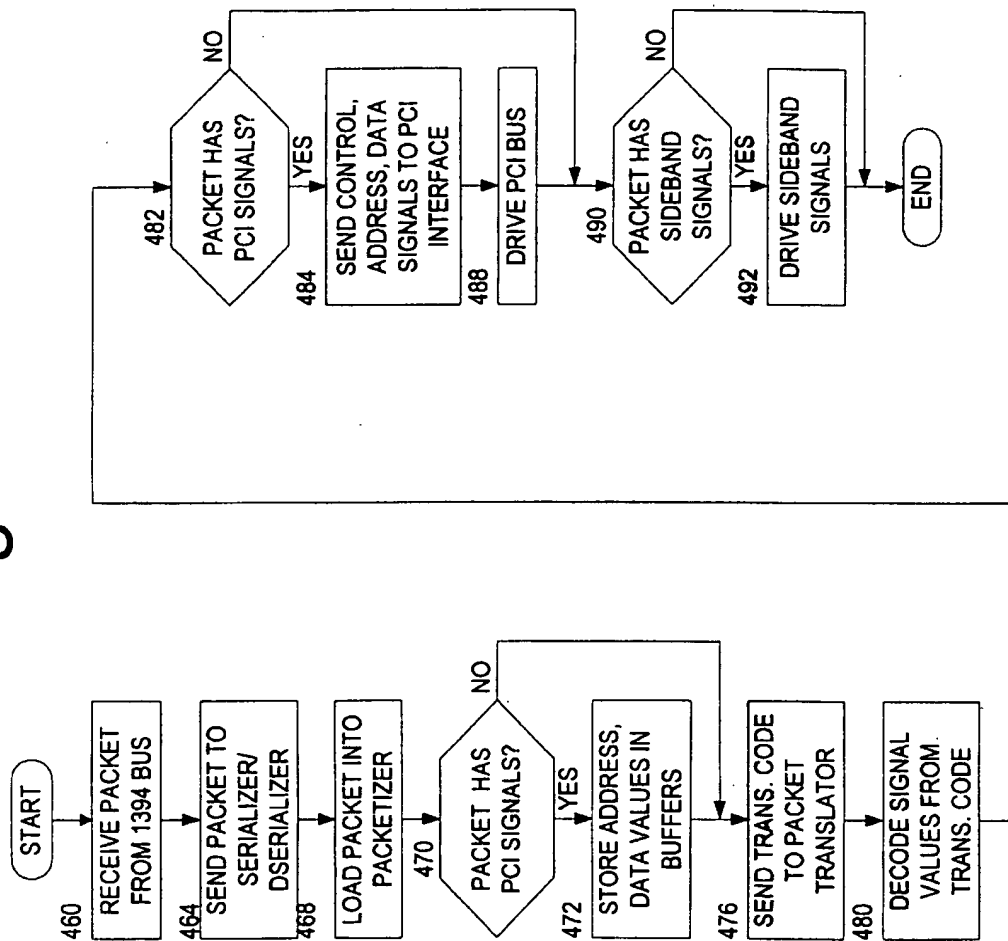 START
460
RECEIVE PACKET
FROM 1394 BUS
464
SEND PACKET TO
SERIALIZER/
DSERIALIZER
468
LOAD PACKET INTO
PACKETIZER
470
PACKET HAS
PCI SIGNALS?
NO
YES
472
STORE ADDRESS,
DATA VALUES IN
BUFFERS
476
SEND TRANS. CODE
TO PACKET
TRANSLATOR
480
DECODE SIGNAL
VALUES FROM
TRANS. CODE
482
PACKET HAS
PCI SIGNALS?
NO
YES
484
SEND CONTROL,
ADDRESS, DATA
SIGNALS TO PCI
INTERFACE
488
DRIVE PCI BUS
490
PACKET HAS
SIDEBAND
SIGNALS?
NO
YES
492
DRIVE SIDEBAND
SIGNALS
END